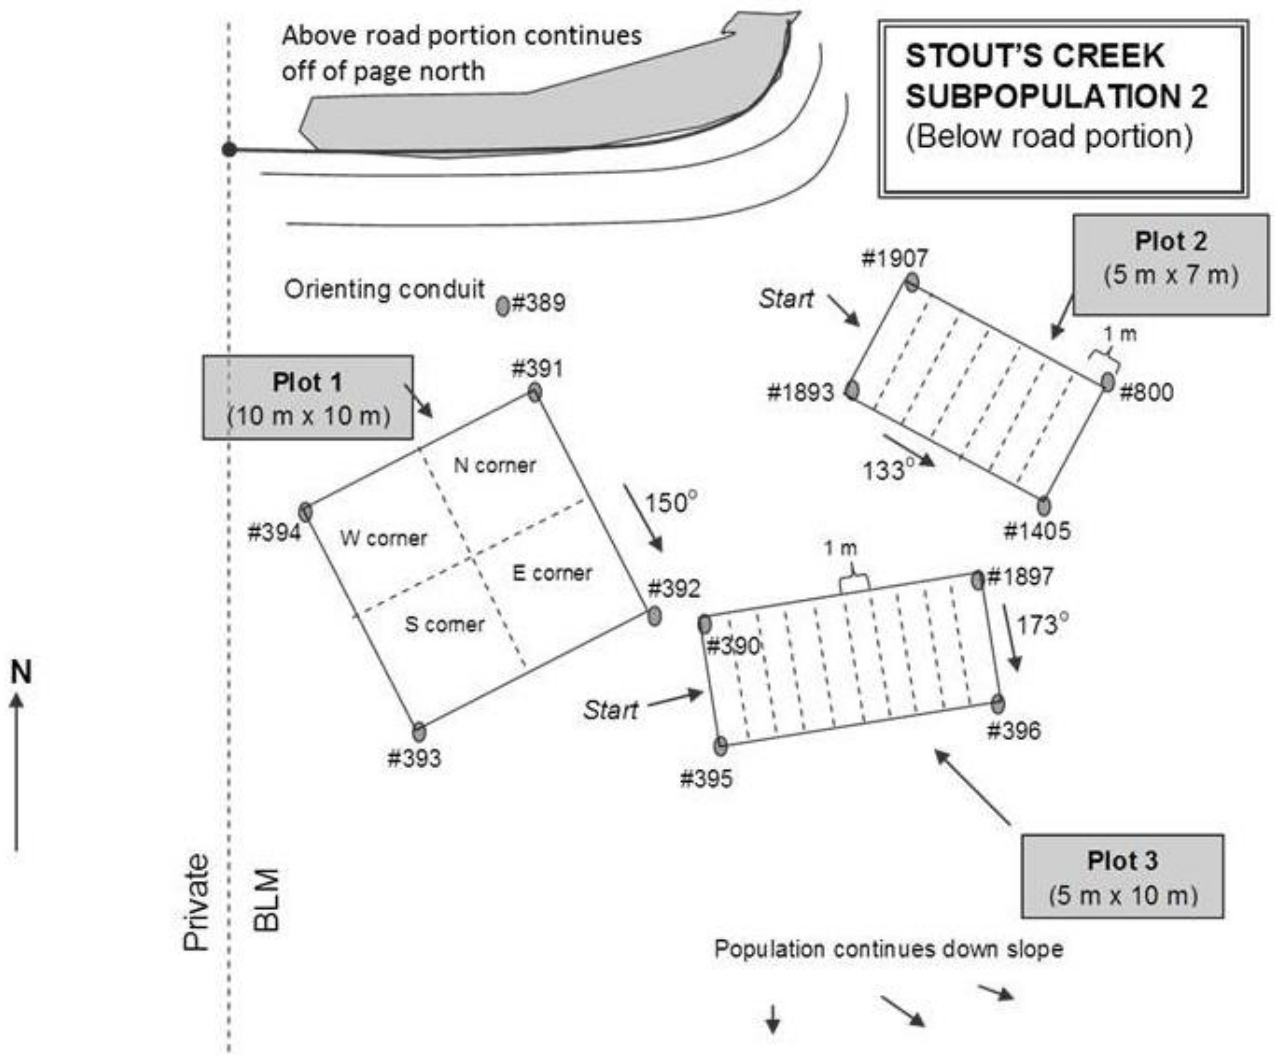 Above road portion continues
off of page north
STOUT'S CREEK
SUBPOPULATION 2
(Below road portion)
Plot 2
(5 m x 7 m)
#1907
Start
Orienting conduit
#389
1 m
#1893
#800
133°
#1405
Plot 1
(10 m x 10 m)
#391
N corner
W corner
#394
150°
E corner
S corner
#392
#393
1 m
#1897
#390
173°
Start
#396
#395
N
Plot 3
(5 m x 10 m)
Private
BLM
Population continues down slope